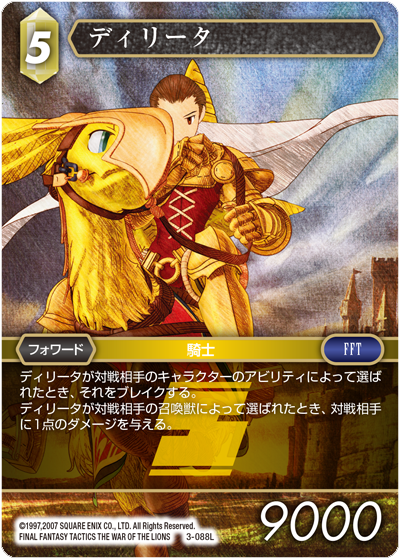 5
ディリータ
フォワード
騎士
FFT
ディリータが対戦相手のキャラクターのアビリティによって選ば
れたとき、それをブレイクする。
ディリータが対戦相手の召喚獣によって選ばれたとき、対戦相手
に1点のダメージを与える。
©1997,2007 SQUARE ENIX CO., LTD. All Rights Reserved.
FINAL FANTASY TACTICS THE WAR OF THE LIONS
3-088L
9000